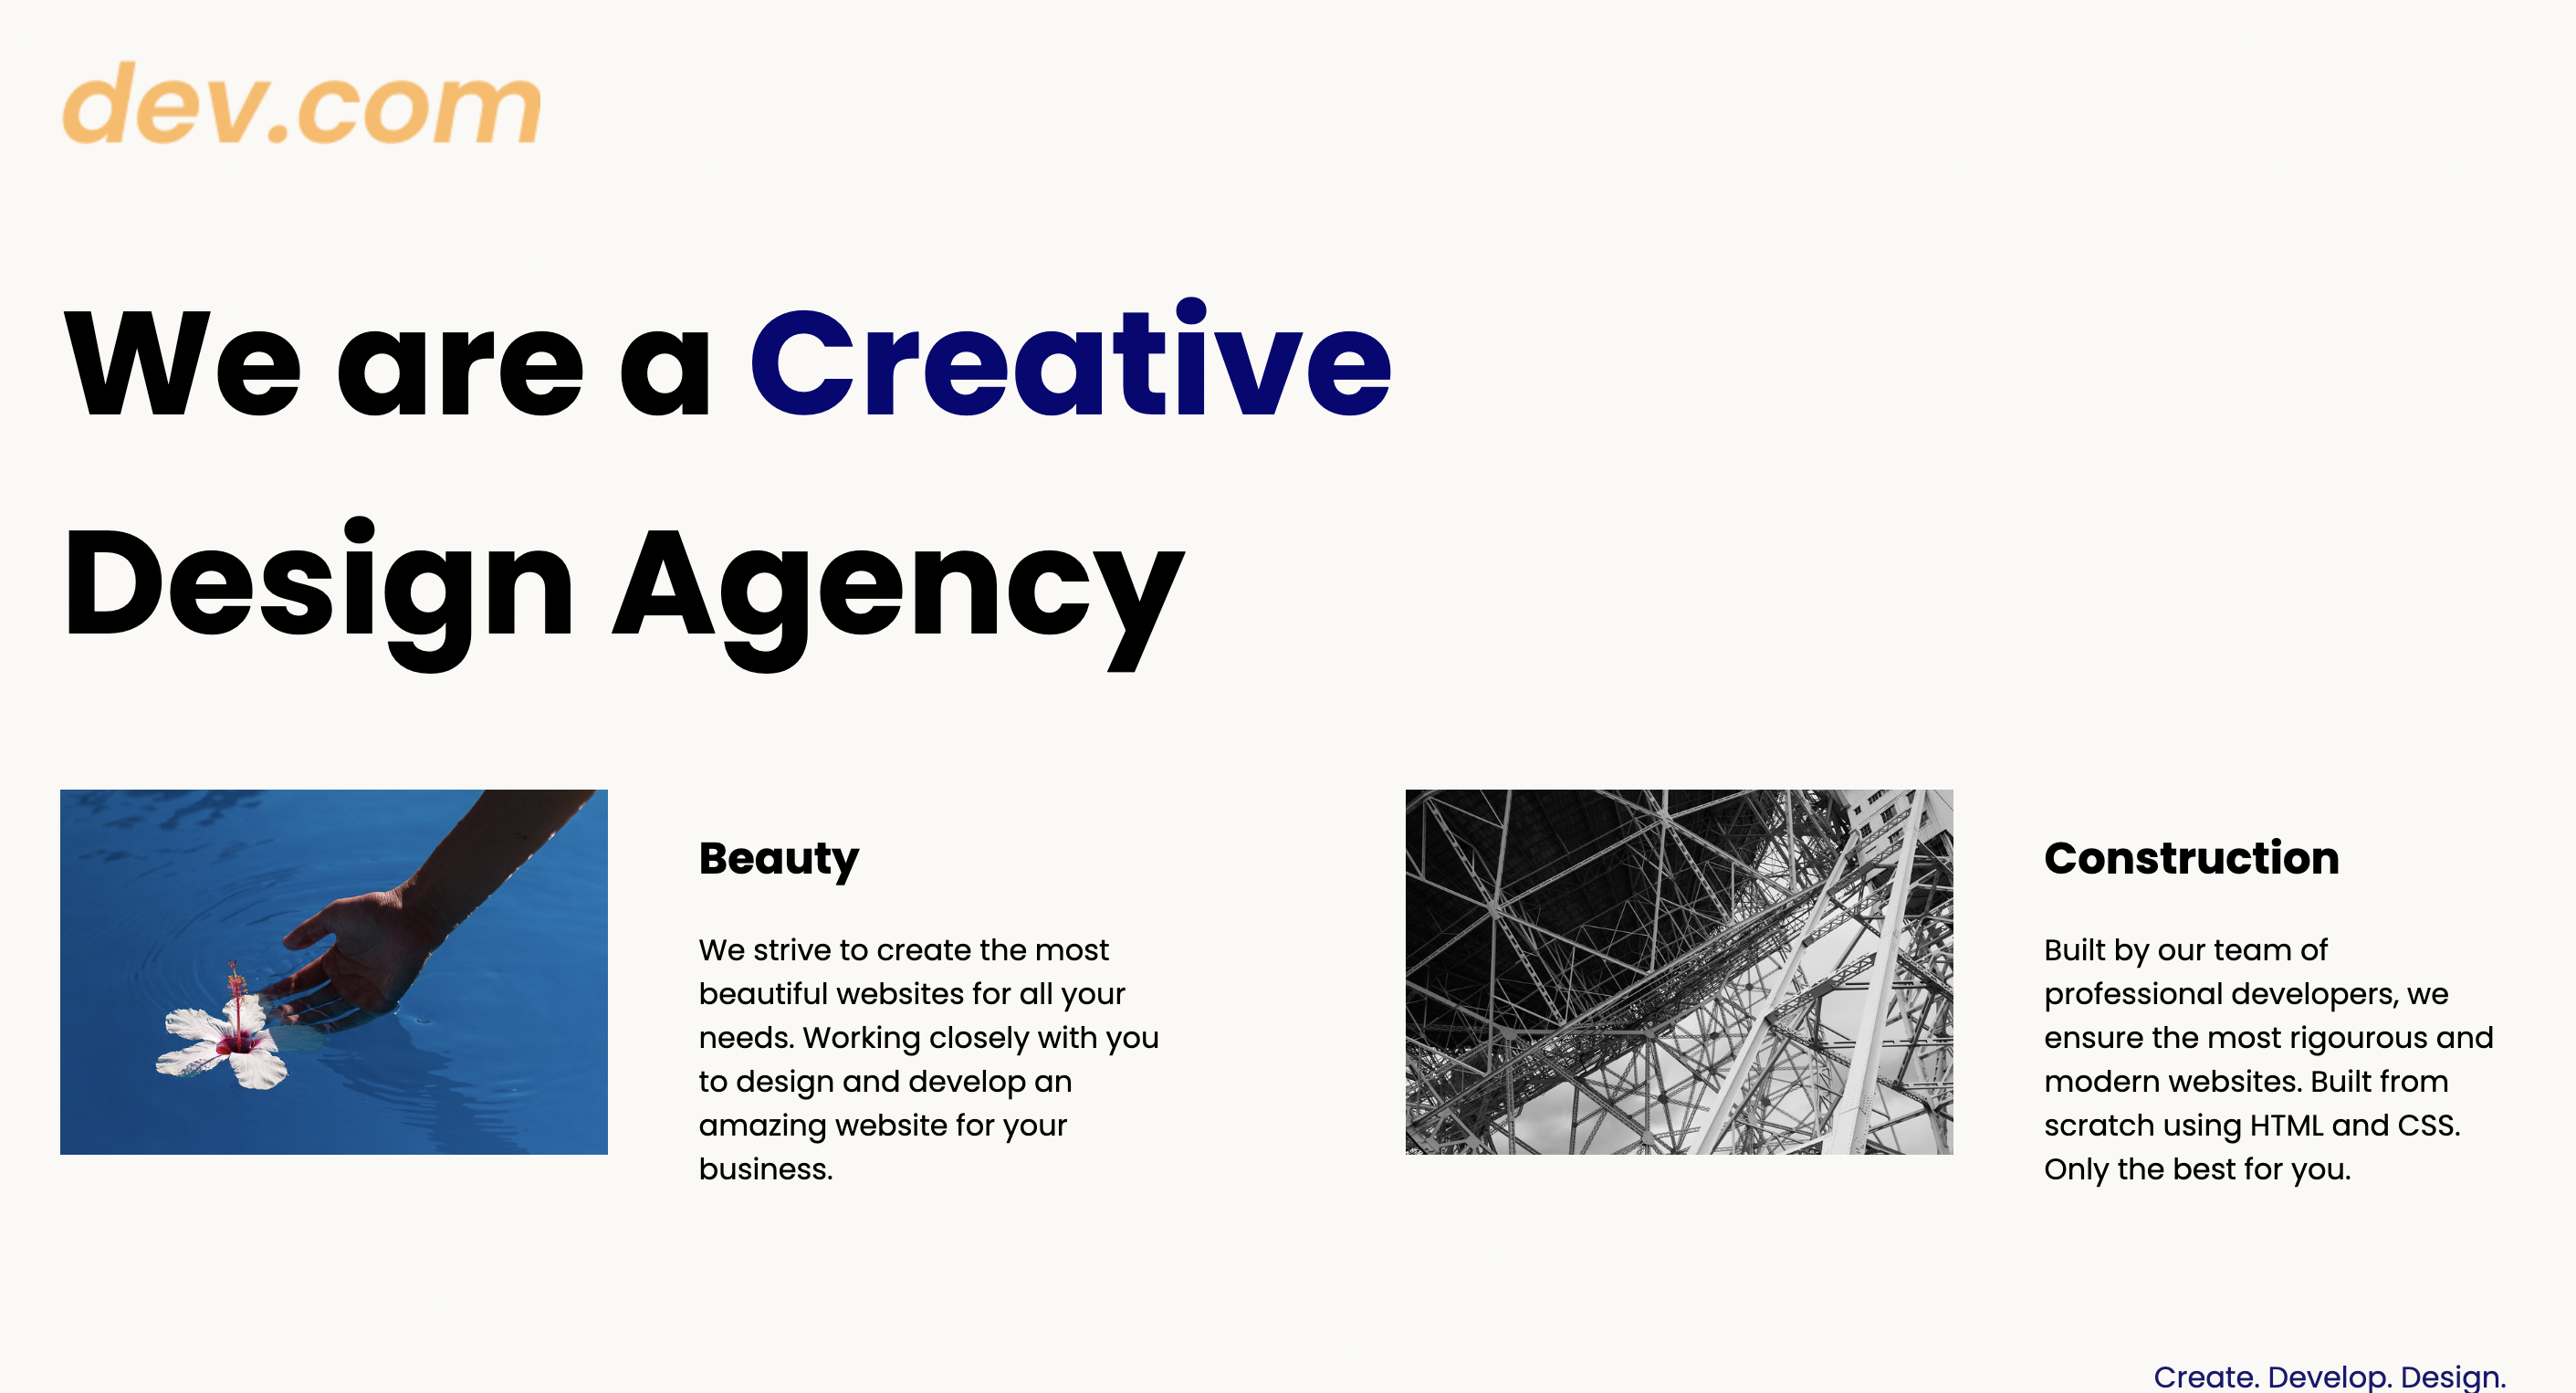 dev.com
We are a Creative
Design Agency
Beauty
We strive to create the most
beautiful websites for all your
needs. Working closely with you
to design and develop an
amazing website for your
business.
Construction
Built by our team of
professional developers, we
ensure the most rigourous and
modern websites. Built from
scratch using HTML and CSS.
Only the best for you.
Create. Develop. Design.